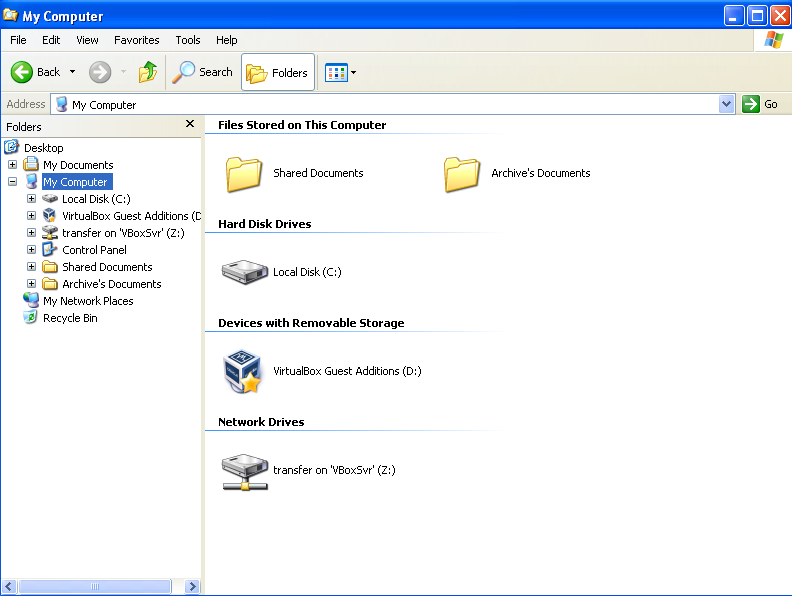 My Computer
File Edit View Favorites Tools Help
Back Search Folders
Address My Computer Go
Folders
Desktop
My Documents
My Computer
Local Disk (C:)
VirtualBox Guest Additions (D
transfer on 'VBoxSvr' (Z:)
Control Panel
Shared Documents
Archive's Documents
My Network Places
Recycle Bin
Files Stored on This Computer
Shared Documents Archive's Documents
Hard Disk Drives
Local Disk (C:)
Devices with Removable Storage
VirtualBox Guest Additions (D:)
Network Drives
transfer on 'VBoxSvr' (Z:)